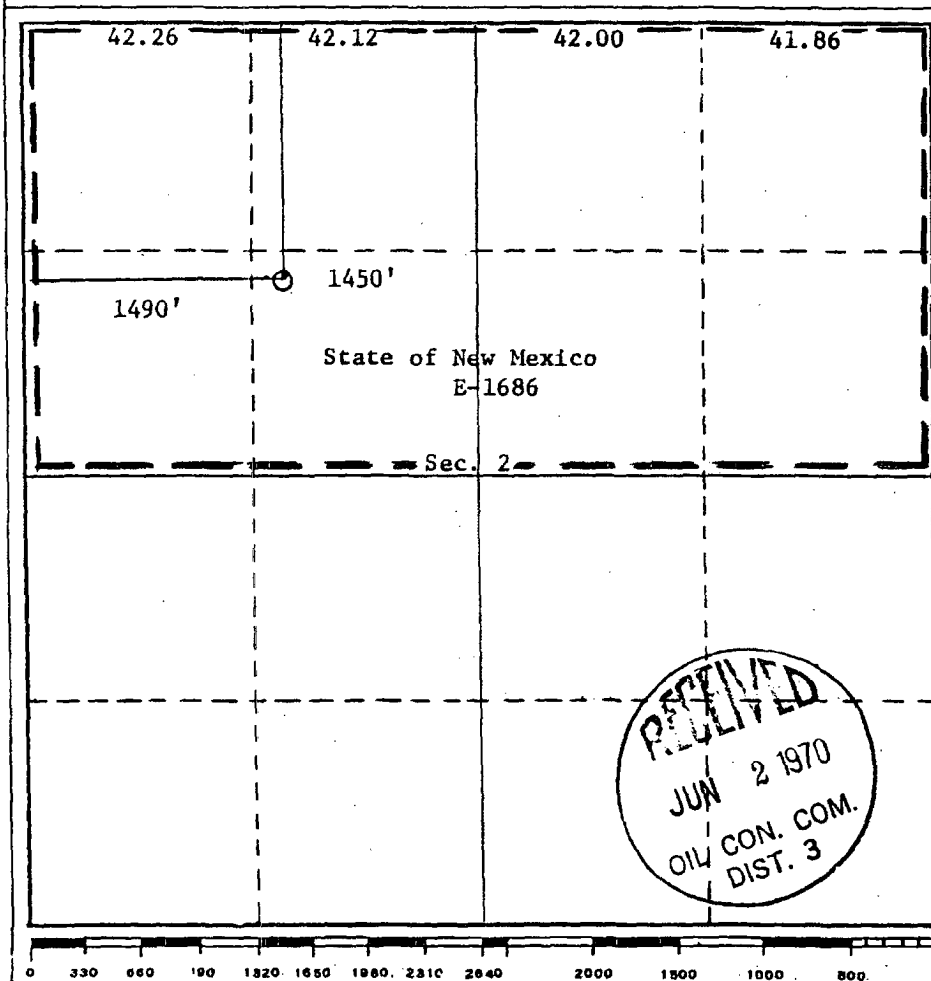 42.26 42.12 42.00 41.86
1450'
1490'
State of New Mexico
E-1686
Sec. 2
RECEIVED
JUN 2 1970
OIL CON. COM.
DIST. 3
0 330 660 190 1320 1650 1980 2310 2640 2000 1500 1000 500